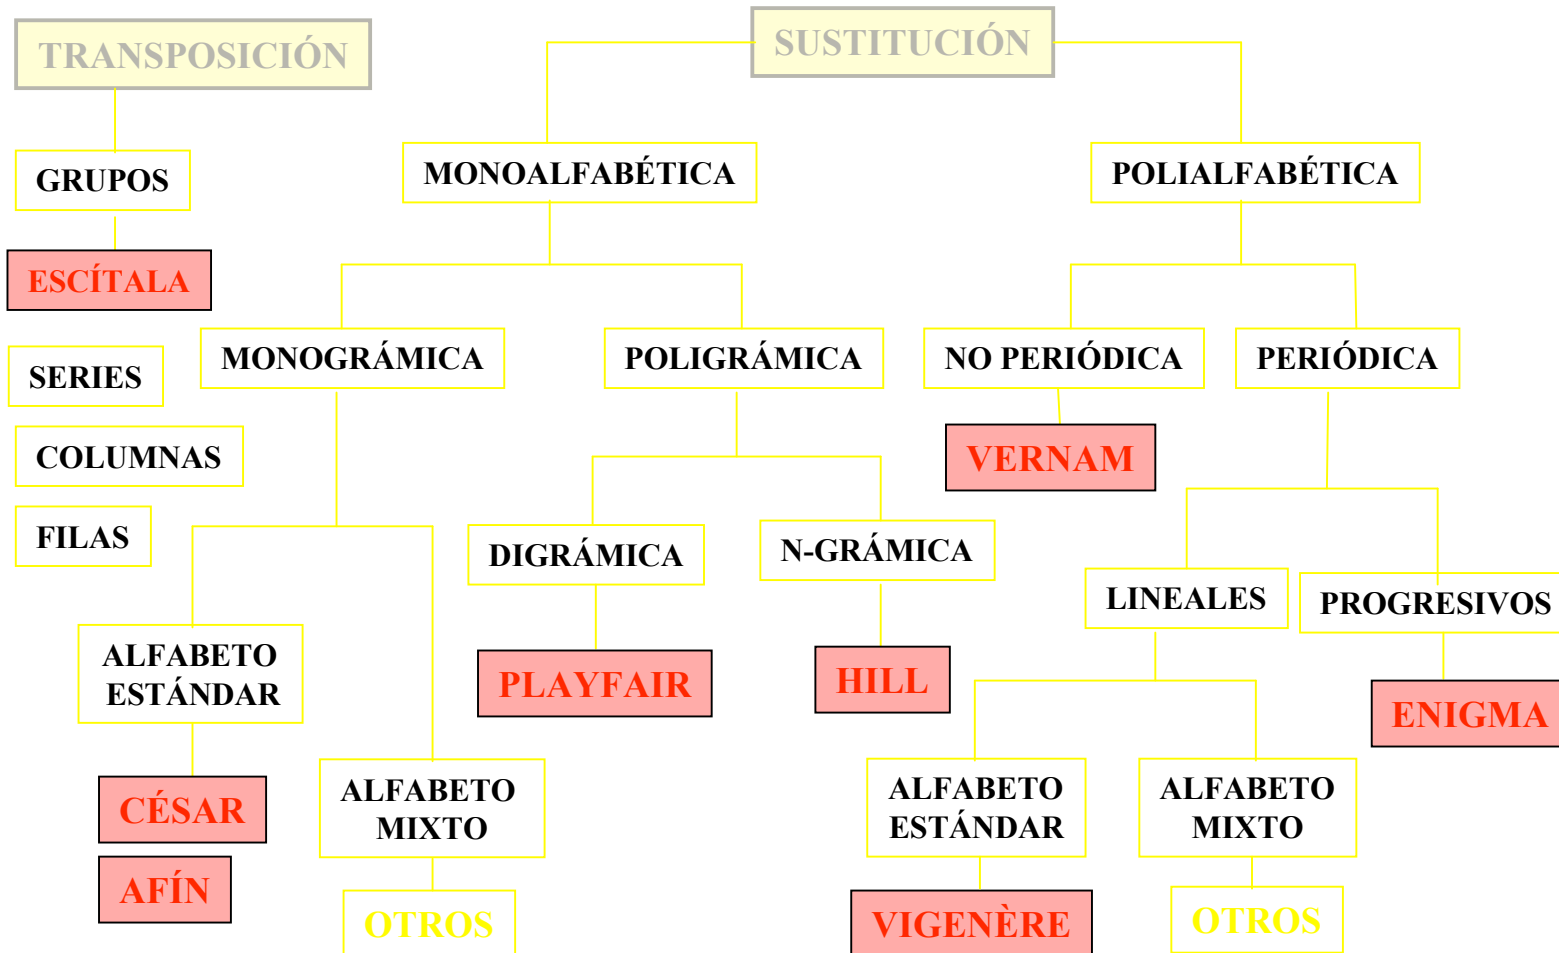 TRANSPOSICIÓN
SUSTITUCIÓN
GRUPOS
MONOALFABÉTICA
POLIALFABÉTICA
ESCÍTALA
MONOGRÁMICA
POLIGRÁMICA
NO PERIÓDICA
PERIÓDICA
SERIES
COLUMNAS
VERNAM
FILAS
DIGRÁMICA
N-GRÁMICA
LINEALES
PROGRESIVOS
ALFABETO
ESTÁNDAR
PLAYFAIR
HILL
ENIGMA
CÉSAR
ALFABETO
MIXTO
ALFABETO
ESTÁNDAR
ALFABETO
MIXTO
AFÍN
OTROS
VIGENÈRE
OTROS